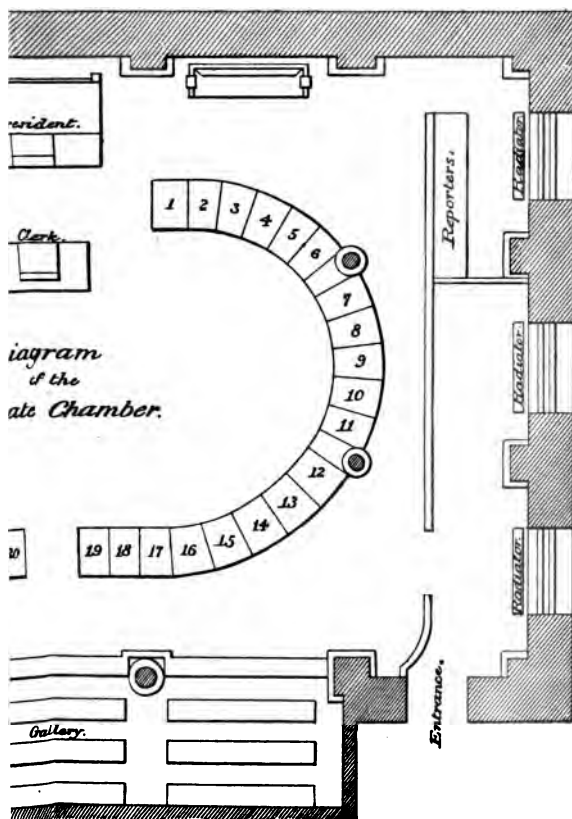 resident.
Clerk.
iagram
of the
ate Chamber.
1
2
3
4
5
6
7
8
9
10
11
12
13
14
15
16
17
18
19
20
Reporters.
Radiator.
Radiator.
Radiator.
Entrance.
Gallery.